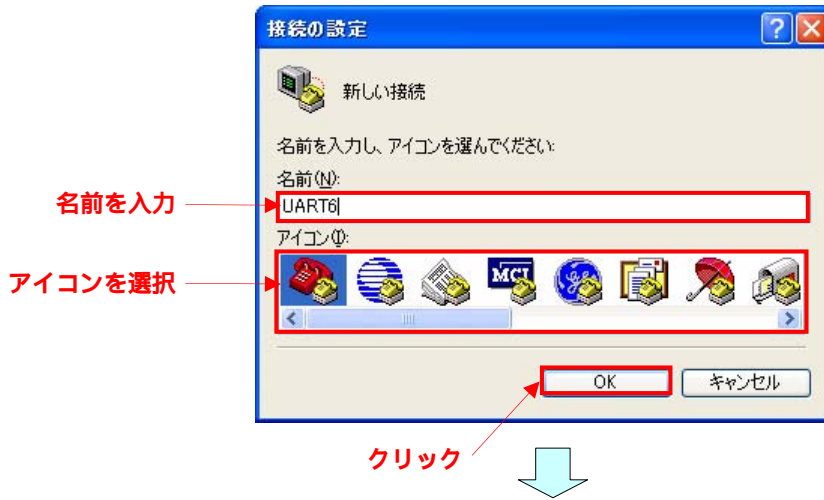 接続の設定
新しい接続
名前を入力し、アイコンを選んでください:
名前(N):
名前を入力
UART6
アイコン(I):
アイコンを選択
MCI
OK
キャンセル
クリック